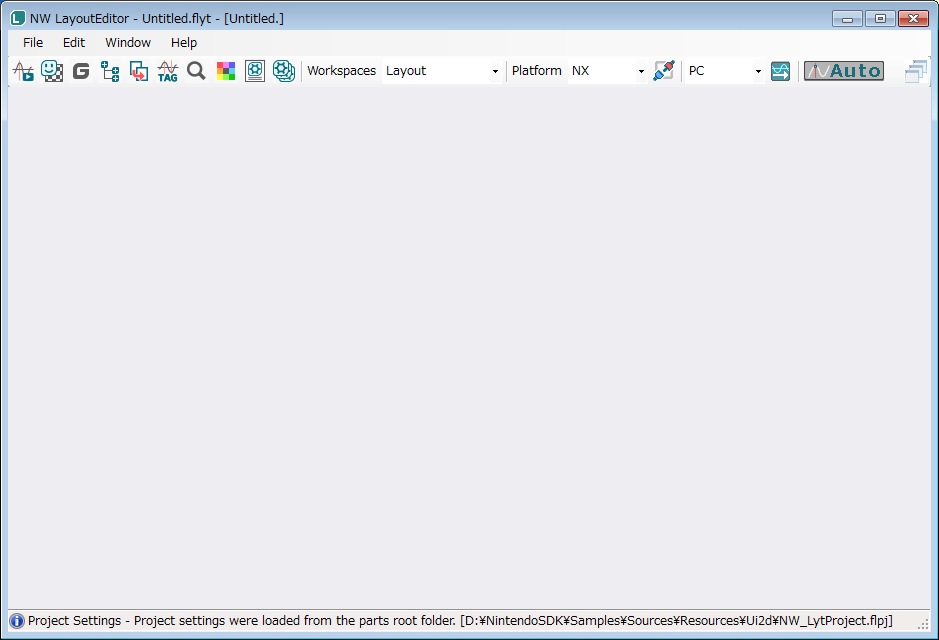 NW LayoutEditor - Untitled.flyt - [Untitled.]
File Edit Window Help
G TAG Workspaces Layout Platform NX PC Auto
Project Settings - Project settings were loaded from the parts root folder. [D:¥NintendoSDK¥Samples¥Sources¥Resources¥Ui2d¥NW_LytProject.flpj]